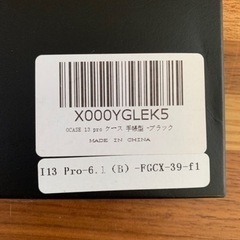 X000YGLEK5
OCASE 13 pro ケース 手帳型 -ブラック
MADE IN CHINA
I13 Pro-6.1 (B) -FGCX-39-f1